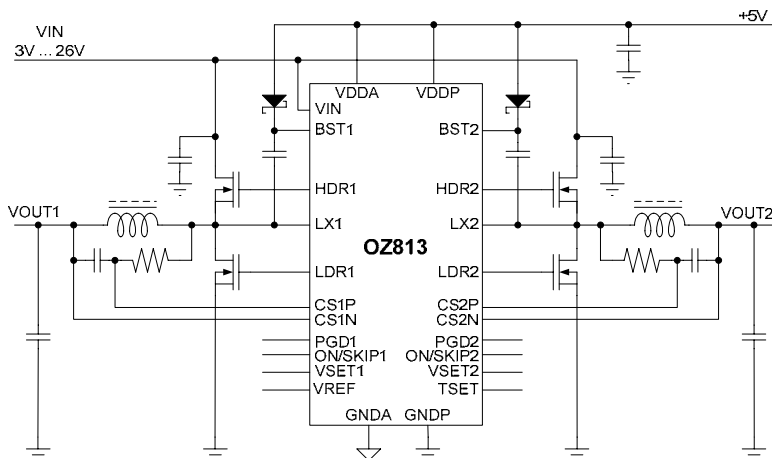 VIN
3V ... 26V
+5V
VDDA VDDP
VIN
BST1 BST2
HDR1 HDR2
VOUT1 LX1 LX2 VOUT2
OZ813
LDR1 LDR2
CS1P CS2P
CS1N CS2N
PGD1 PGD2
ON/SKIP1 ON/SKIP2
VSET1 VSET2
VREF TSET
GNDA GNDP